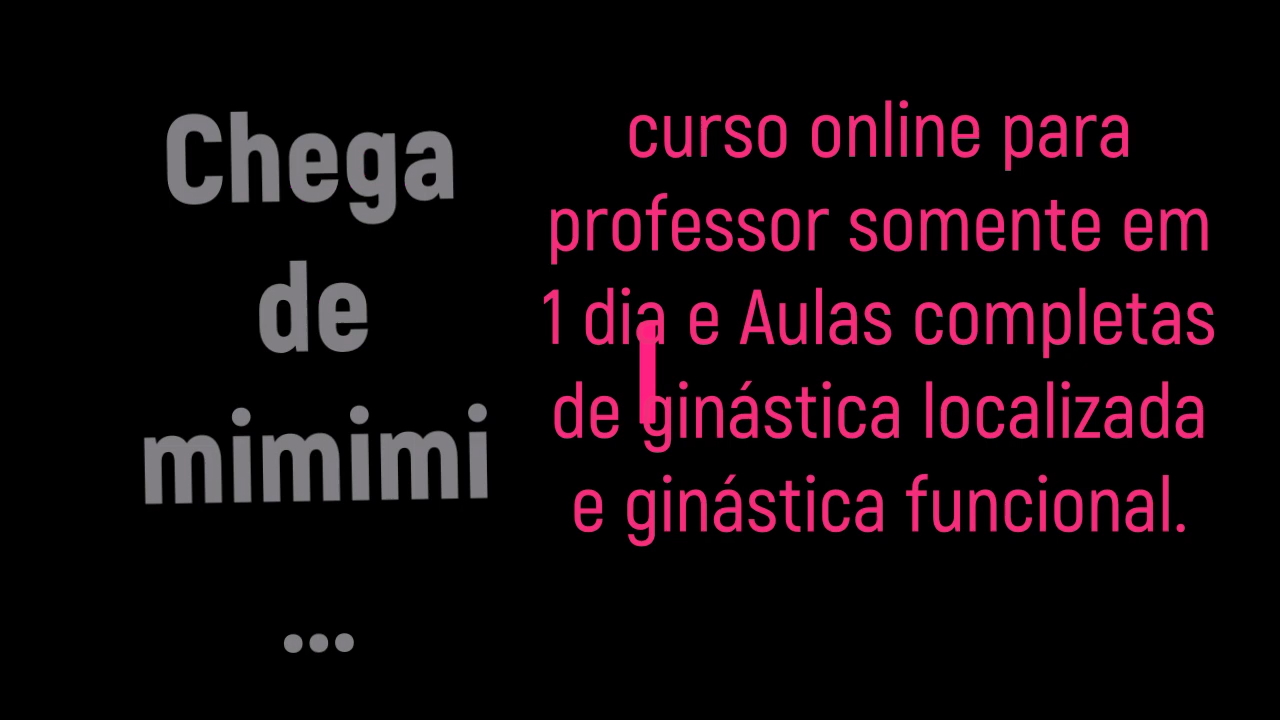 Chega
de
mimimi
...
curso online para
professor somente em
1 dia e Aulas completas
de ginástica localizada
e ginástica funcional.